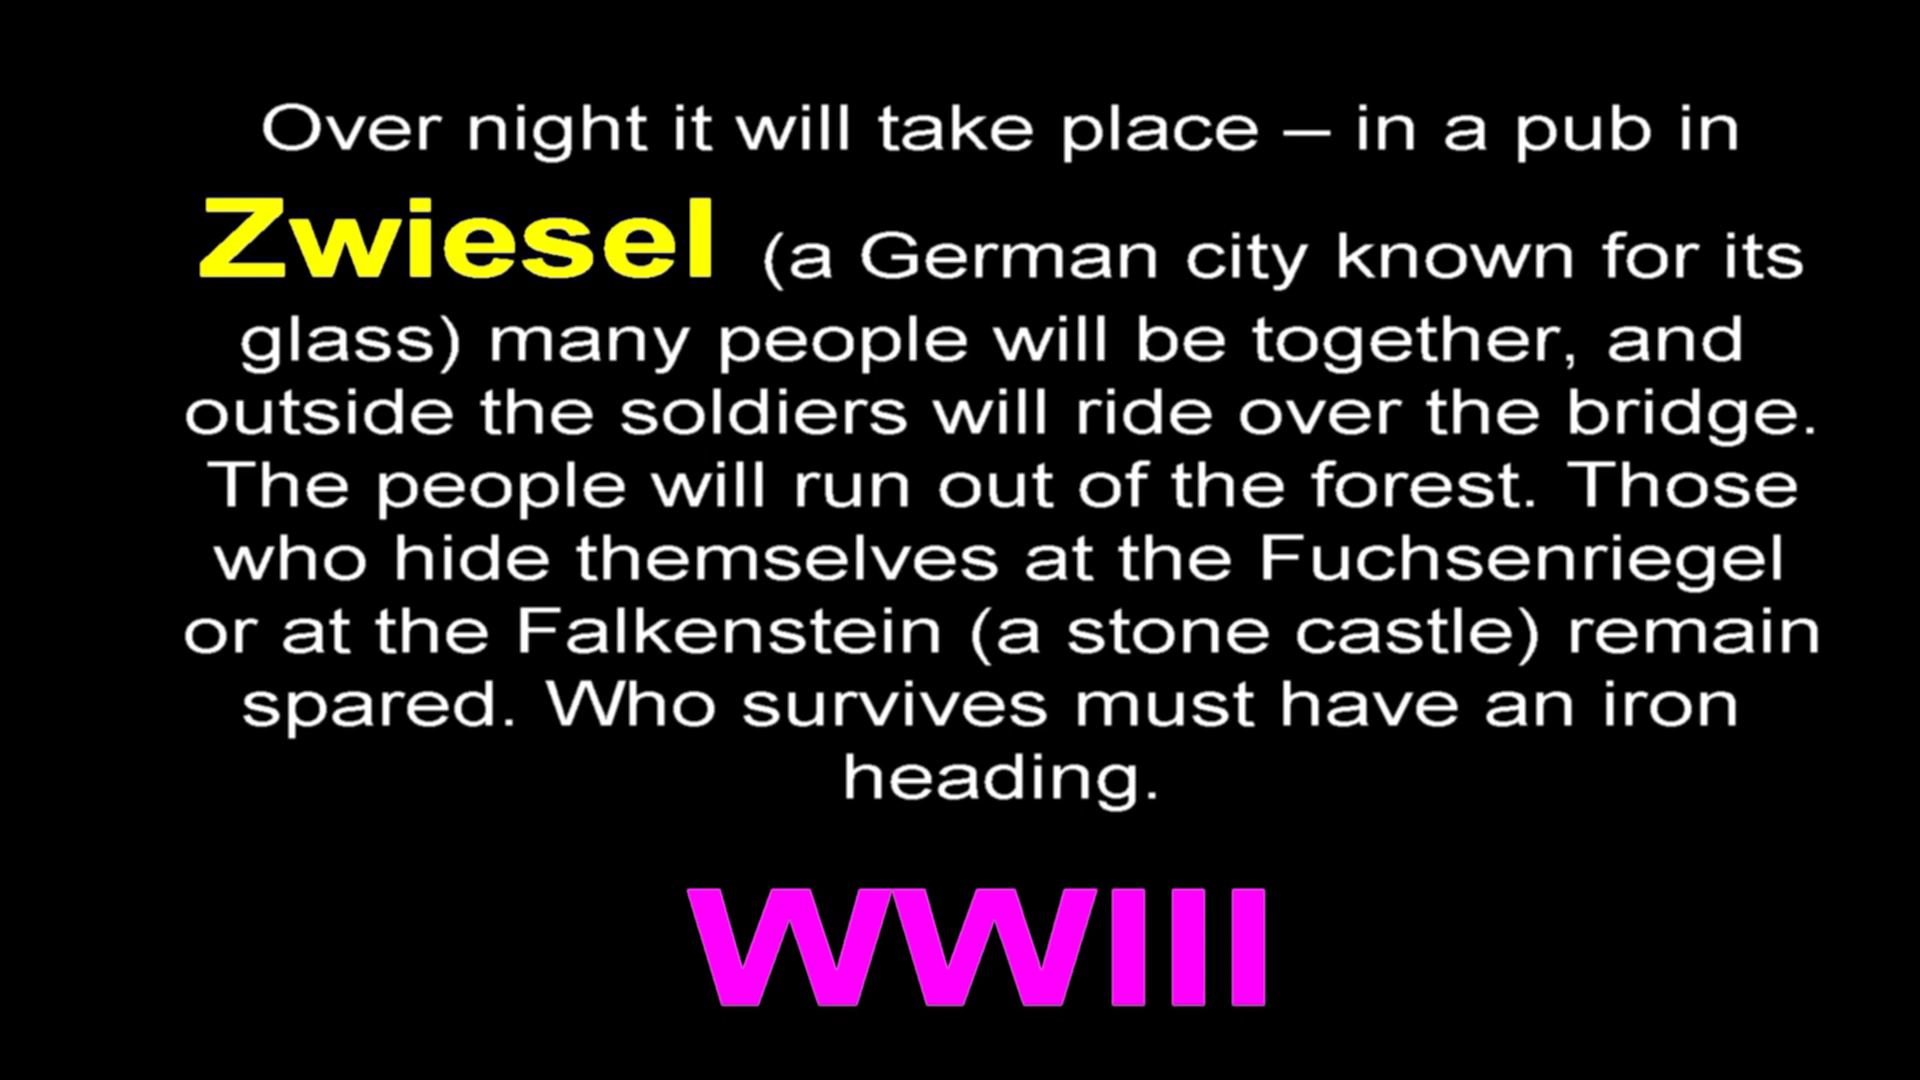 Over night it will take place – in a pub in
Zwiesel (a German city known for its
glass) many people will be together, and
outside the soldiers will ride over the bridge.
The people will run out of the forest. Those
who hide themselves at the Fuchsenriegel
or at the Falkenstein (a stone castle) remain
spared. Who survives must have an iron
heading.
WWIII